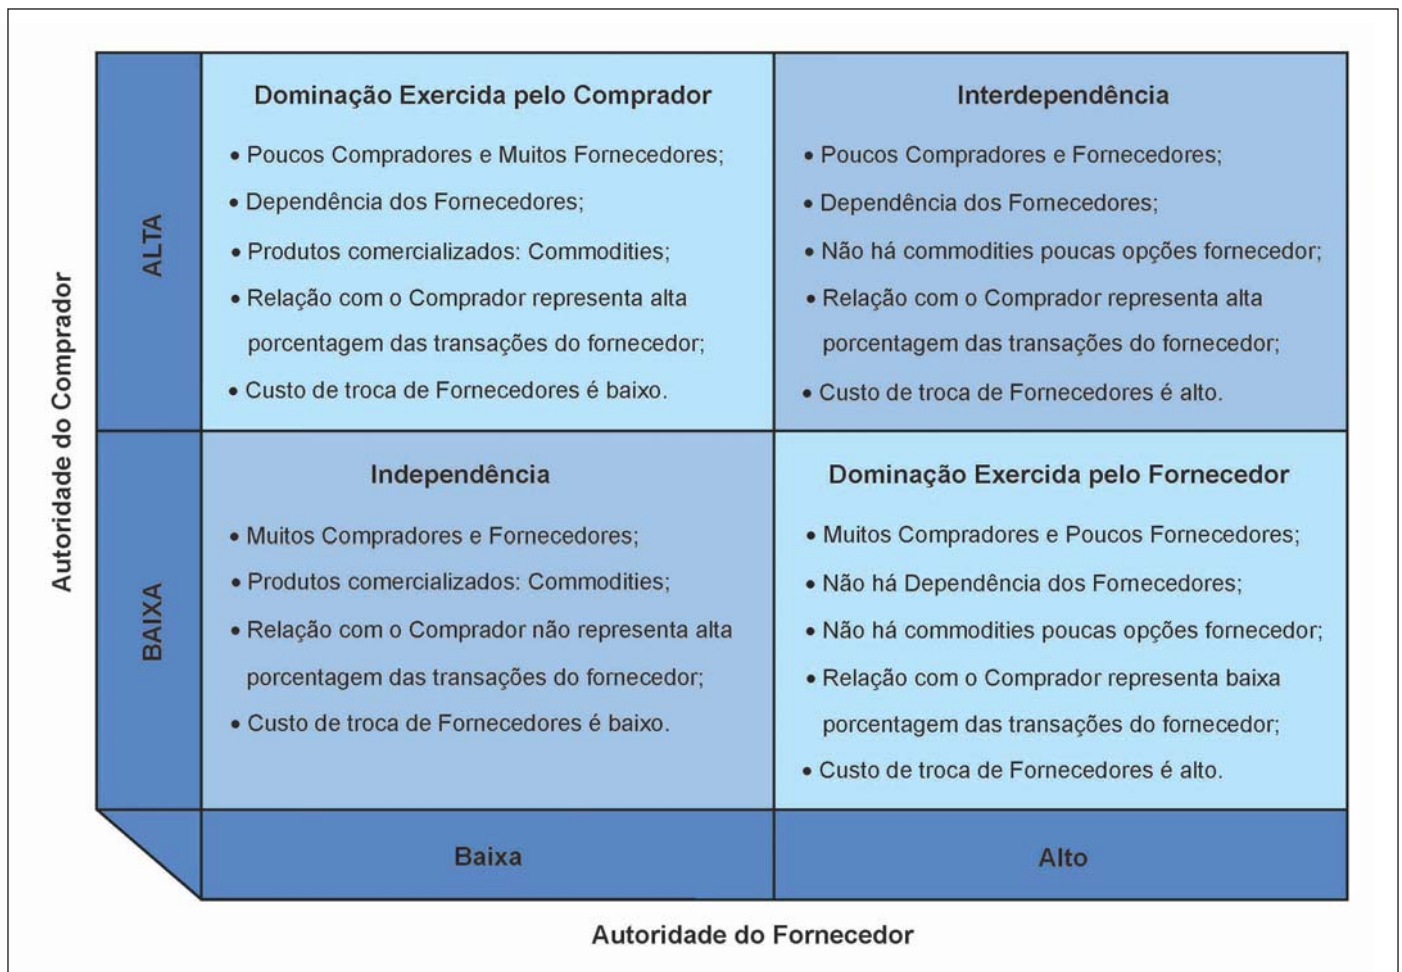 Autoridade do Comprador
ALTA
Dominação Exercida pelo Comprador
• Poucos Compradores e Muitos Fornecedores;
• Dependência dos Fornecedores;
• Produtos comercializados: Commodities;
• Relação com o Comprador representa alta
porcentagem das transações do fornecedor;
• Custo de troca de Fornecedores é baixo.
Interdependência
• Poucos Compradores e Fornecedores;
• Dependência dos Fornecedores;
• Não há commodities poucas opções fornecedor;
• Relação com o Comprador representa alta
porcentagem das transações do fornecedor;
• Custo de troca de Fornecedores é alto.
BAIXA
Independência
• Muitos Compradores e Fornecedores;
• Produtos comercializados: Commodities;
• Relação com o Comprador não representa alta
porcentagem das transações do fornecedor;
• Custo de troca de Fornecedores é baixo.
Dominação Exercida pelo Fornecedor
• Muitos Compradores e Poucos Fornecedores;
• Não há Dependência dos Fornecedores;
• Não há commodities poucas opções fornecedor;
• Relação com o Comprador representa baixa
porcentagem das transações do fornecedor;
• Custo de troca de Fornecedores é alto.
Baixa
Alto
Autoridade do Fornecedor